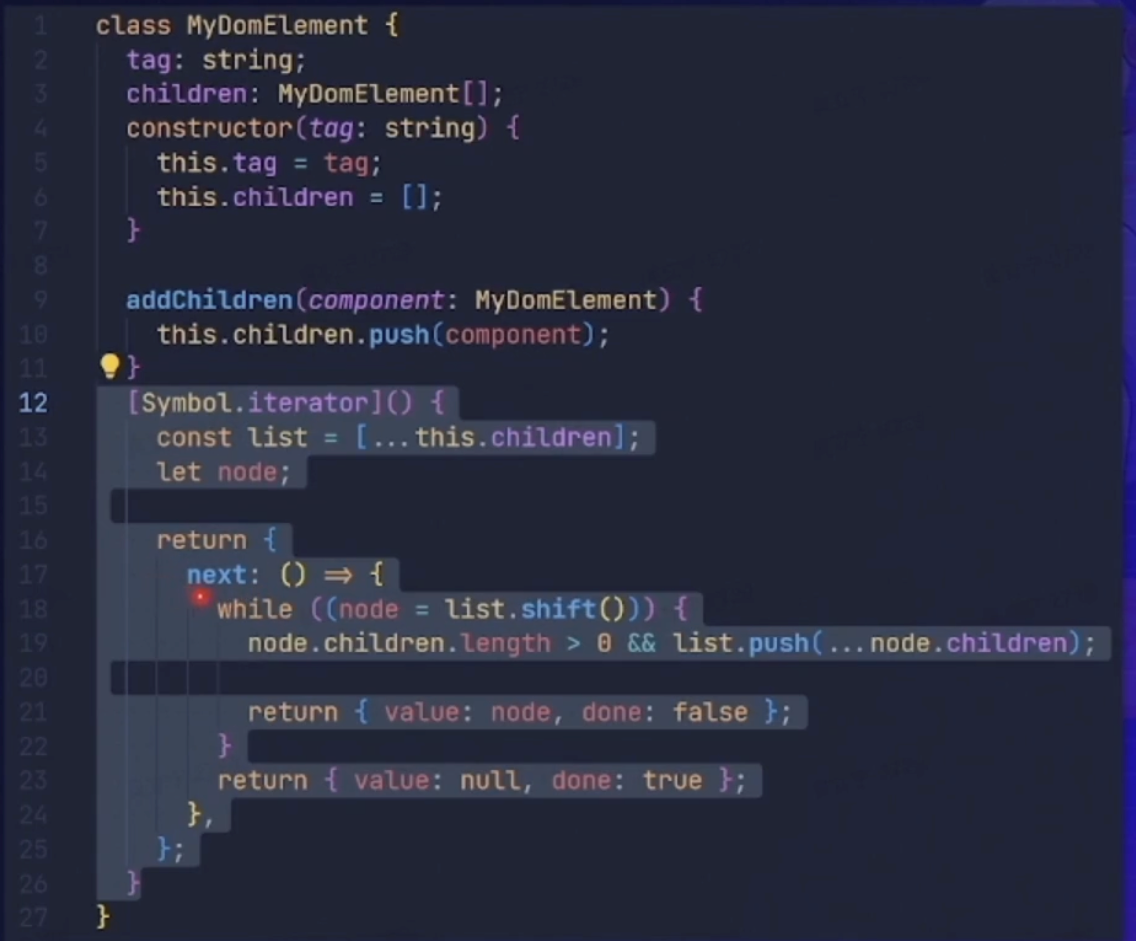 1 class MyDomElement {
2 tag: string;
3 children: MyDomElement[];
4 constructor(tag: string) {
5 this.tag = tag;
6 this.children = [];
7 }
8
9 addChildren(component: MyDomElement) {
10 this.children.push(component);
11 }
12 [Symbol.iterator]() {
13 const list = [...this.children];
14 let node;
15
16 return {
17 next: () => {
18 while ((node = list.shift())) {
19 node.children.length > 0 && list.push(...node.children);
20
21 return { value: node, done: false };
22 }
23 return { value: null, done: true };
24 },
25 };
26 }
27 }